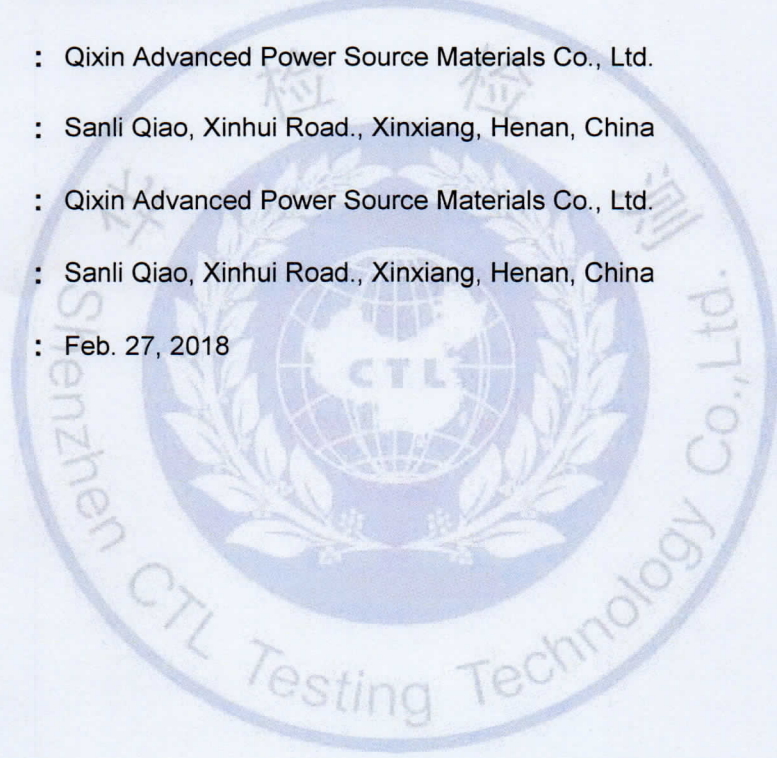 : Qixin Advanced Power Source Materials Co., Ltd.
: Sanli Qiao, Xinhui Road., Xinxiang, Henan, China
: Qixin Advanced Power Source Materials Co., Ltd.
: Sanli Qiao, Xinhui Road., Xinxiang, Henan, China
: Feb. 27, 2018
CTL
Shenzhen CTL Testing Technology Co.,Ltd.